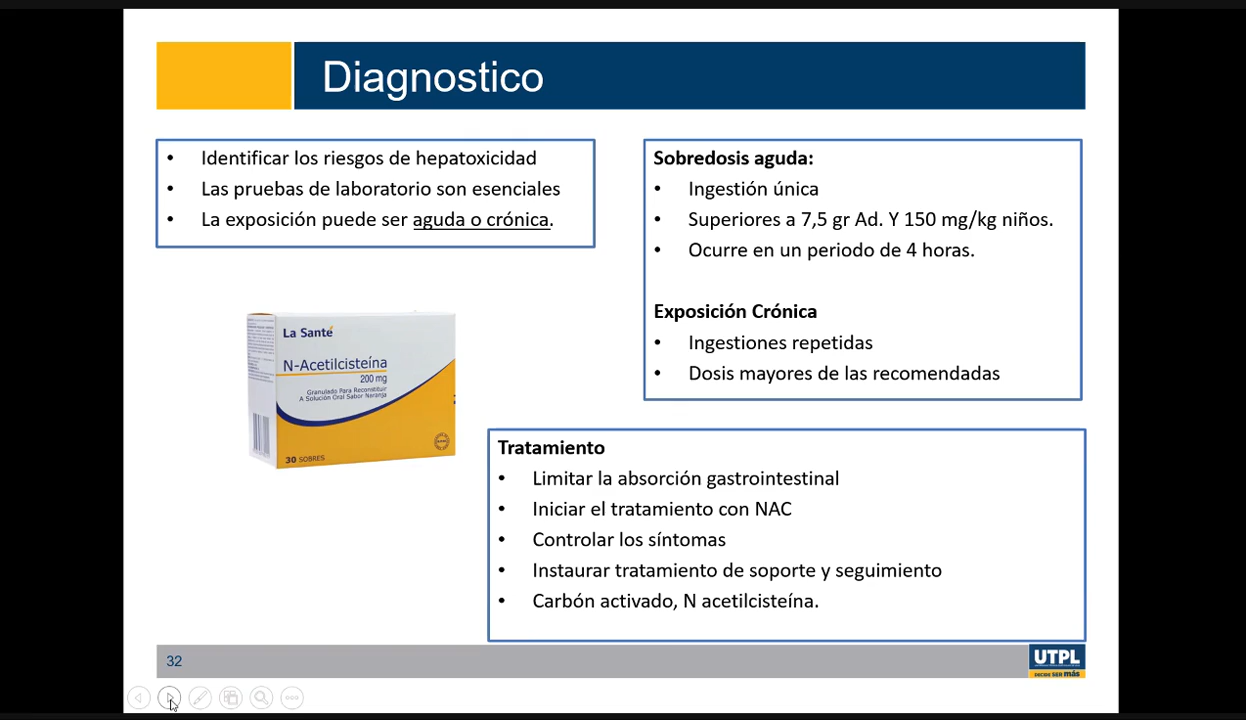 Diagnostico
• Identificar los riesgos de hepatoxicidad
• Las pruebas de laboratorio son esenciales
• La exposición puede ser aguda o crónica.
Sobredosis aguda:
• Ingestión única
• Superiores a 7,5 gr Ad. Y 150 mg/kg niños.
• Ocurre en un periodo de 4 horas.
Exposición Crónica
• Ingestiones repetidas
• Dosis mayores de las recomendadas
La Santé
N-Acetilcisteína
200 mg
Granulado Para Reconstituir
A Solución Oral Sabor Naranja
30 SOBRES
Tratamiento
• Limitar la absorción gastrointestinal
• Iniciar el tratamiento con NAC
• Controlar los síntomas
• Instaurar tratamiento de soporte y seguimiento
• Carbón activado, N acetilcisteína.
32
UTPL
DECIDE SER más